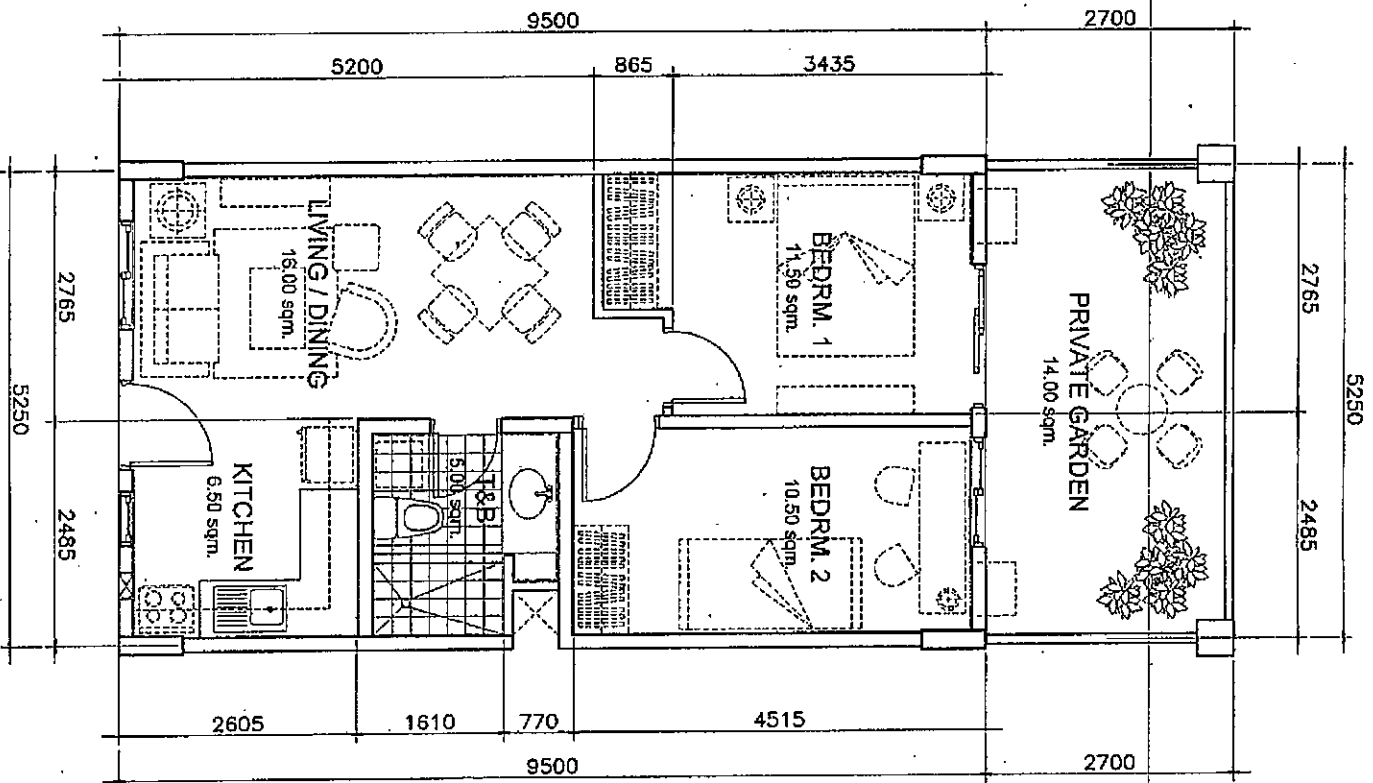 9500
2700
5200
865
3435
LIVING / DINING
16.00 sqm.
BEDRM. 1
11.50 sqm.
PRIVATE GARDEN
14.00 sqm.
2765
5250
2485
2765
5250
2485
KITCHEN
6.50 sqm.
T&B
5.00 sqm.
BEDRM. 2
10.50 sqm.
2605
1610
770
4515
9500
2700